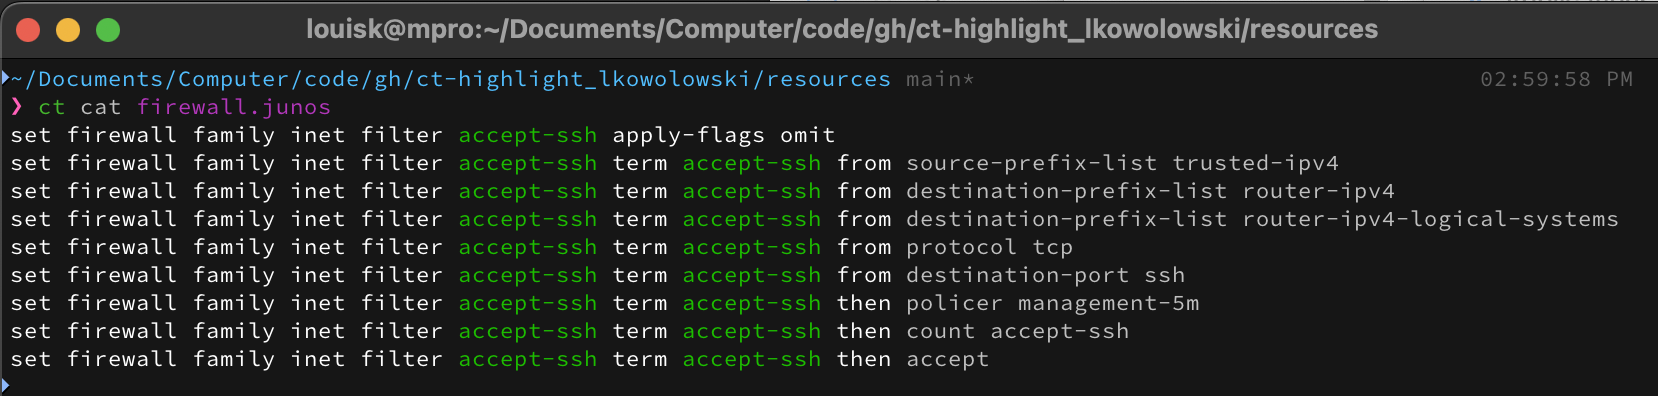 louisk@mpro:~/Documents/Computer/code/gh/ct-highlight_lkowolowski/resources
~/Documents/Computer/code/gh/ct-highlight_lkowolowski/resources main* 02:59:58 PM
❯ ct cat firewall.junos
set firewall family inet filter accept-ssh apply-flags omit
set firewall family inet filter accept-ssh term accept-ssh from source-prefix-list trusted-ipv4
set firewall family inet filter accept-ssh term accept-ssh from destination-prefix-list router-ipv4
set firewall family inet filter accept-ssh term accept-ssh from destination-prefix-list router-ipv4-logical-systems
set firewall family inet filter accept-ssh term accept-ssh from protocol tcp
set firewall family inet filter accept-ssh term accept-ssh from destination-port ssh
set firewall family inet filter accept-ssh term accept-ssh then policer management-5m
set firewall family inet filter accept-ssh term accept-ssh then count accept-ssh
set firewall family inet filter accept-ssh term accept-ssh then accept